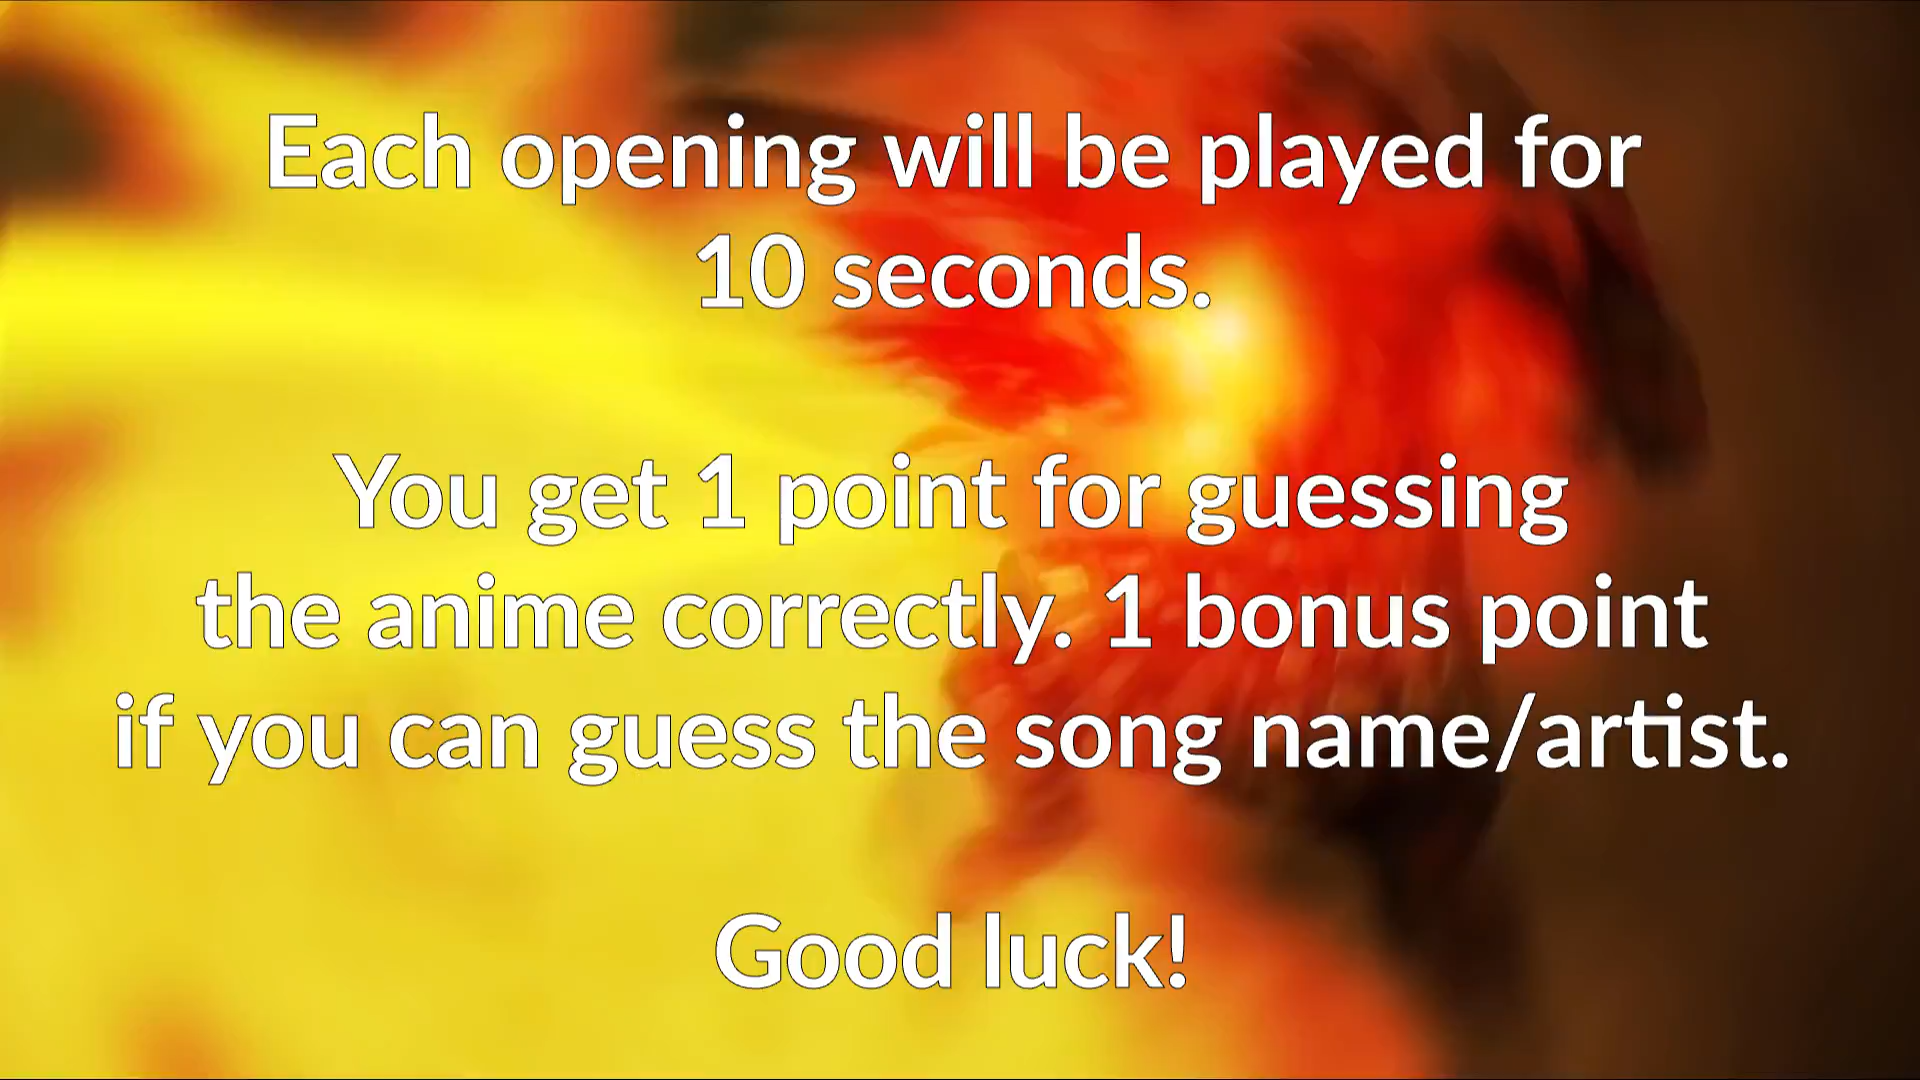 Each opening will be played for
10 seconds.
You get 1 point for guessing
the anime correctly. 1 bonus point
if you can guess the song name/artist.
Good luck!